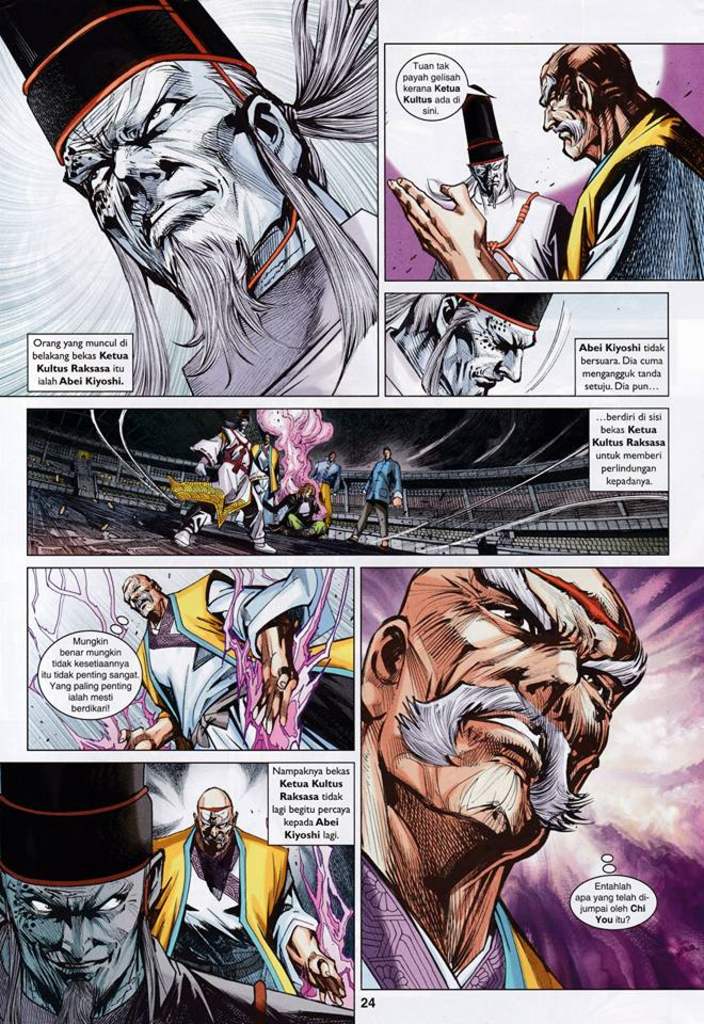 Orang yang muncul di
belakang bekas Ketua
Kultus Raksasa itu
ialah Abei Kiyoshi.
Tuan tak
payah gelisah
kerana Ketua
Kultus ada di
sini.
Abei Kiyoshi tidak
bersuara. Dia cuma
mengangguk tanda
setuju. Dia pun...
...berdiri di sisi
bekas Ketua
Kultus Raksasa
untuk memberi
perlindungan
kepadanya.
Mungkin
benar mungkin
tidak kesetiaannya
itu tidak penting sangat.
Yang paling penting
ialah mesti
berdikari!
Nampaknya bekas
Ketua Kultus
Raksasa tidak
lagi begitu percaya
kepada Abei
Kiyoshi lagi.
Entahlah
apa yang telah di-
jumpai oleh Chi
You itu?
24